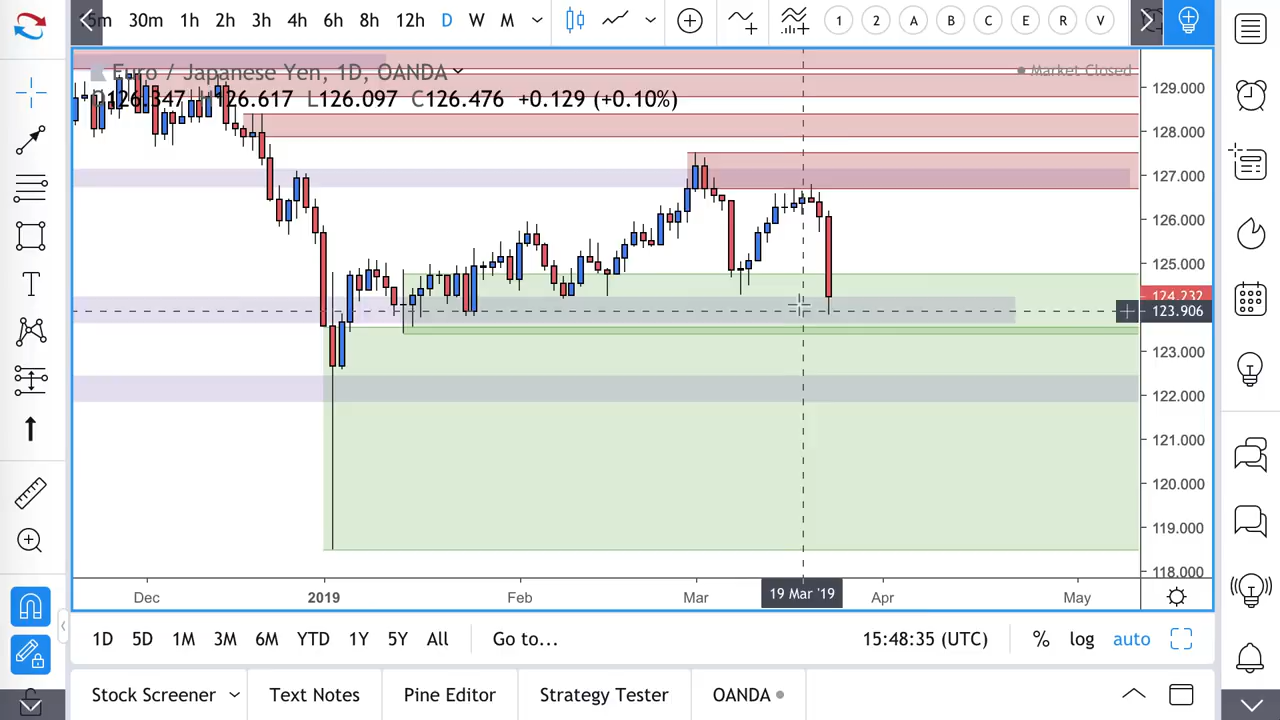 5m 30m 1h 2h 3h 4h 6h 8h 12h D W M 1 2 A B C E R V
Euro / Japanese Yen, 1D, OANDA
Market Closed
O126.347 H126.617 L126.097 C126.476 +0.129 (+0.10%)
129.000
128.000
127.000
126.000
125.000
124.232
123.906
123.000
122.000
121.000
120.000
119.000
118.000
Dec 2019 Feb Mar 19 Mar '19 Apr May
1D 5D 1M 3M 6M YTD 1Y 5Y All Go to... 15:48:35 (UTC) % log auto
Stock Screener Text Notes Pine Editor Strategy Tester OANDA